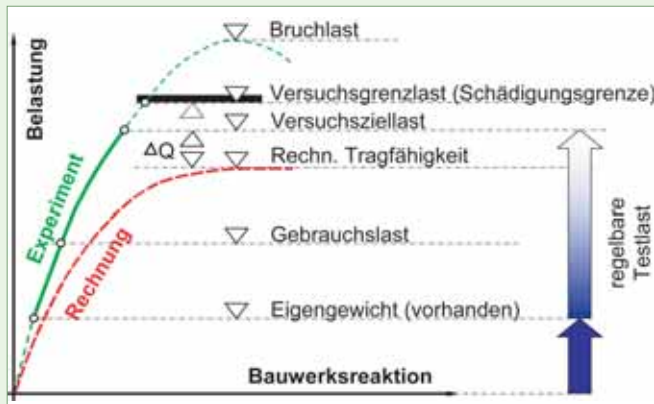 Bruchlast
Belastung
Versuchsgrenzlast (Schädigungsgrenze)
Versuchsziellast
ΔQ
Rechn. Tragfähigkeit
Experiment
Rechnung
Gebrauchslast
regelbare
Testlast
Eigengewicht (vorhanden)
Bauwerksreaktion